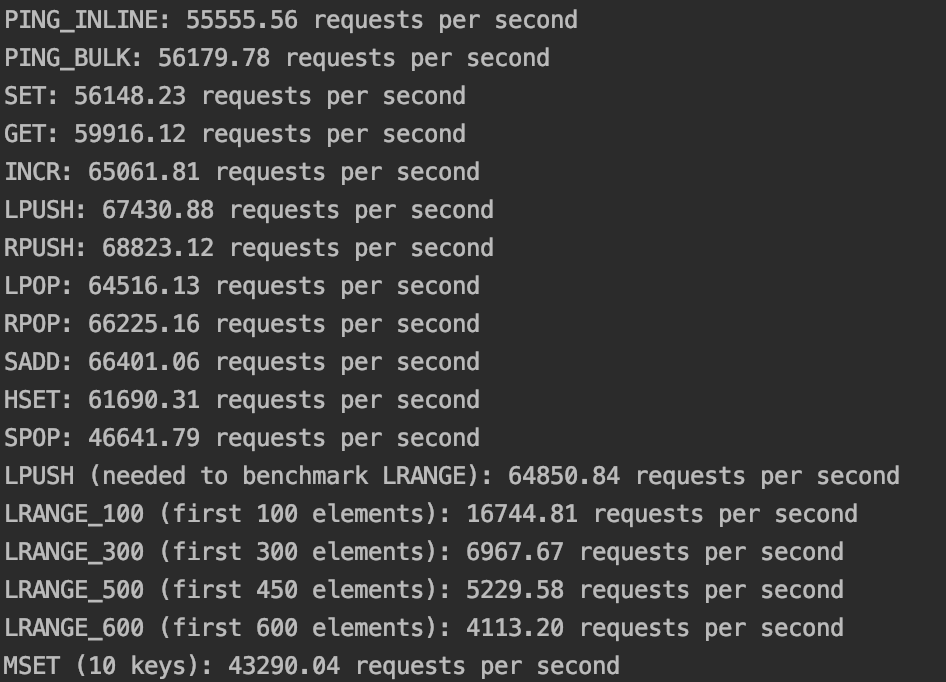 PING_INLINE: 55555.56 requests per second
PING_BULK: 56179.78 requests per second
SET: 56148.23 requests per second
GET: 59916.12 requests per second
INCR: 65061.81 requests per second
LPUSH: 67430.88 requests per second
RPUSH: 68823.12 requests per second
LPOP: 64516.13 requests per second
RPOP: 66225.16 requests per second
SADD: 66401.06 requests per second
HSET: 61690.31 requests per second
SPOP: 46641.79 requests per second
LPUSH (needed to benchmark LRANGE): 64850.84 requests per second
LRANGE_100 (first 100 elements): 16744.81 requests per second
LRANGE_300 (first 300 elements): 6967.67 requests per second
LRANGE_500 (first 450 elements): 5229.58 requests per second
LRANGE_600 (first 600 elements): 4113.20 requests per second
MSET (10 keys): 43290.04 requests per second